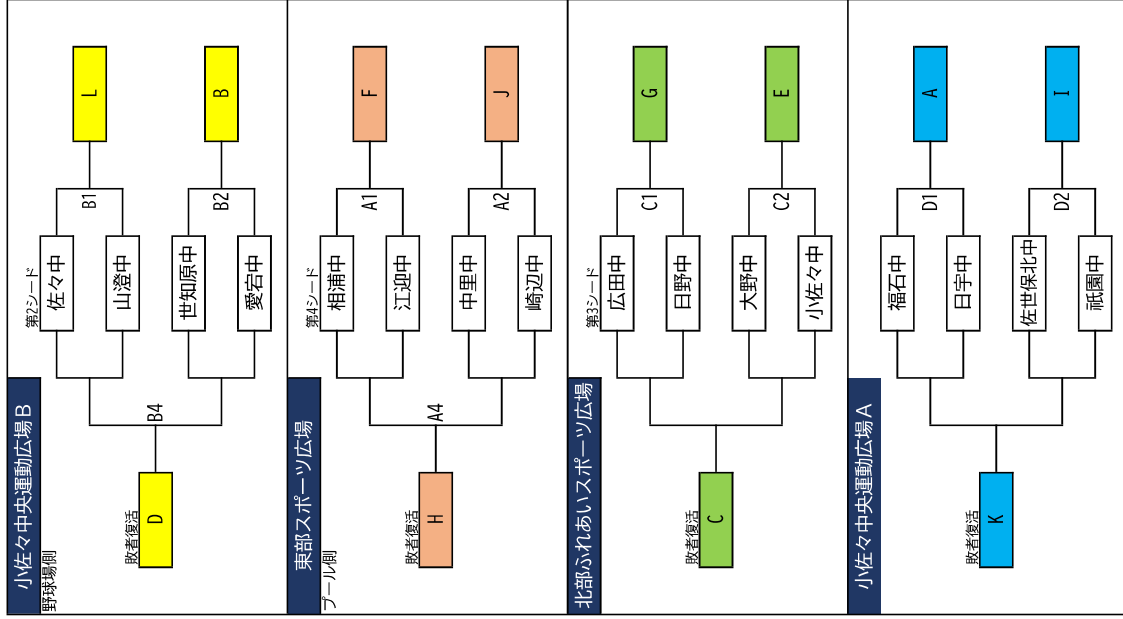 小佐々中央運動広場B
野球場側
敗者復活
D
B4
第2シード
佐々中
山澄中
世知原中
愛宕中
B1
B2
L
B
東部スポーツ広場
プール側
敗者復活
H
A4
第4シード
相浦中
江迎中
中里中
崎辺中
A1
A2
F
J
北部ふれあいスポーツ広場
敗者復活
C
第3シード
広田中
日野中
大野中
小佐々中
C1
C2
G
E
小佐々中央運動広場A
敗者復活
K
福石中
日宇中
佐世保北中
祇園中
D1
D2
A
I